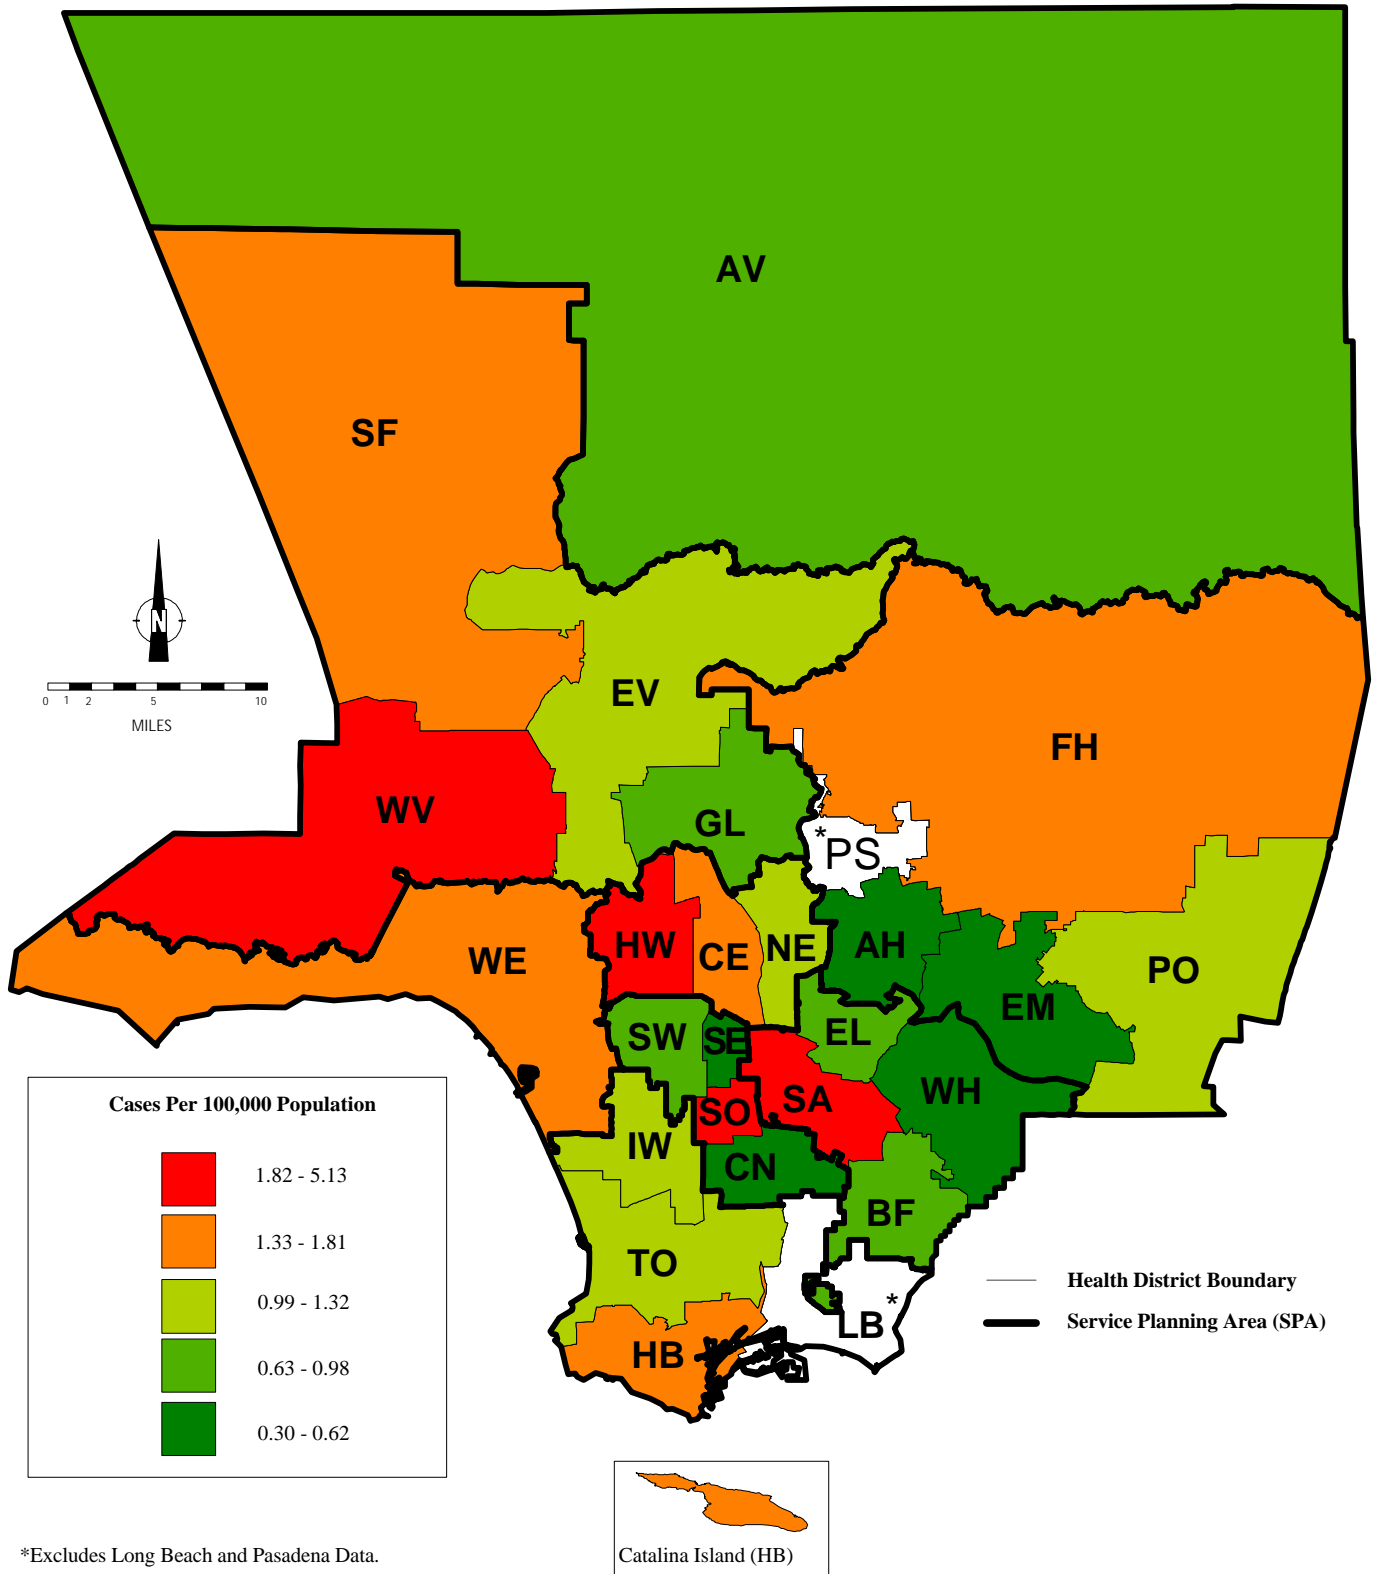 AV
SF
N
0 1 2 5 10
MILES
EV
FH
WV
GL
*PS
HW
CE
NE
AH
WE
PO
EM
SW
SE
EL
SA
WH
SO
IW
CN
BF
TO
LB*
HB
Cases Per 100,000 Population
1.82 - 5.13
1.33 - 1.81
0.99 - 1.32
0.63 - 0.98
0.30 - 0.62
Health District Boundary
Service Planning Area (SPA)
*Excludes Long Beach and Pasadena Data.
Catalina Island (HB)